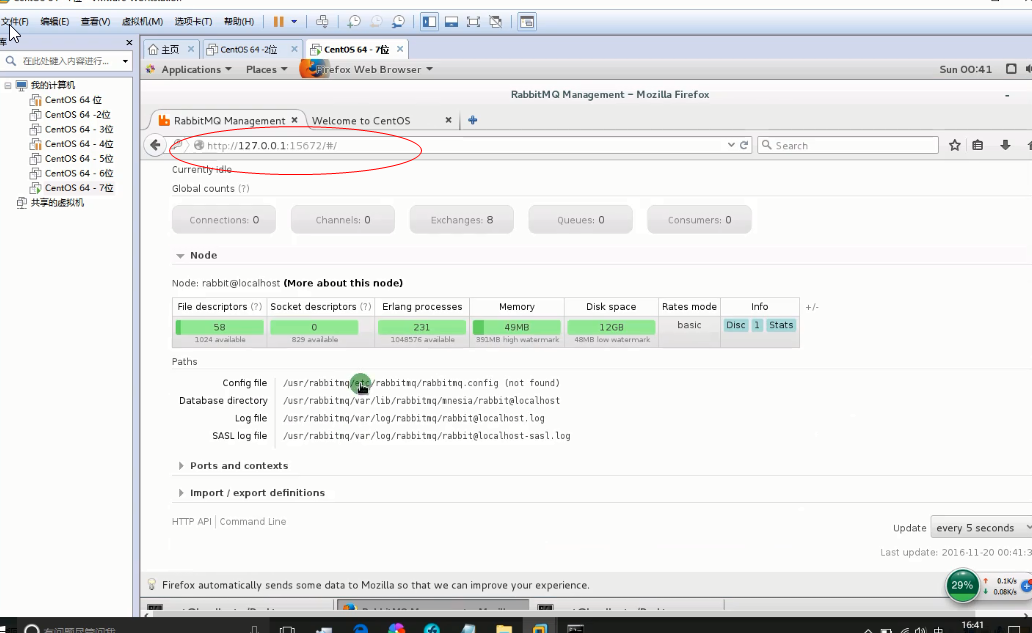 文件(F) 编辑(E) 查看(V) 虚拟机(M) 选项卡(T) 帮助(H)
库
主页 CentOS 64 -2位 CentOS 64 - 7位
在此处键入内容进行...
Applications Places Firefox Web Browser Sun 00:41
我的计算机
CentOS 64 位
CentOS 64 -2位
CentOS 64 - 3位
CentOS 64 - 4位
CentOS 64 - 5位
CentOS 64 - 6位
CentOS 64 - 7位
共享的虚拟机
RabbitMQ Management - Mozilla Firefox
RabbitMQ Management Welcome to CentOS
http://127.0.0.1:15672/#/ Search
Currently idle
Global counts (?)
Connections: 0 Channels: 0 Exchanges: 8 Queues: 0 Consumers: 0
Node
Node: rabbit@localhost (More about this node)
File descriptors (?) Socket descriptors (?) Erlang processes Memory Disk space Rates mode Info +/-
58 0 231 49MB 12GB basic Disc 1 Stats
1024 available 829 available 1048576 available 391MB high watermark 48MB low watermark
Paths
Config file /usr/rabbitmq/etc/rabbitmq/rabbitmq.config (not found)
Database directory /usr/rabbitmq/var/lib/rabbitmq/mnesia/rabbit@localhost
Log file /usr/rabbitmq/var/log/rabbitmq/rabbit@localhost.log
SASL log file /usr/rabbitmq/var/log/rabbitmq/rabbit@localhost-sasl.log
Ports and contexts
Import / export definitions
HTTP API | Command Line
Update every 5 seconds
Last update: 2016-11-20 00:41:3
Firefox automatically sends some data to Mozilla so that we can improve your experience.
29% 0.1K/s
0.08K/s
16:41